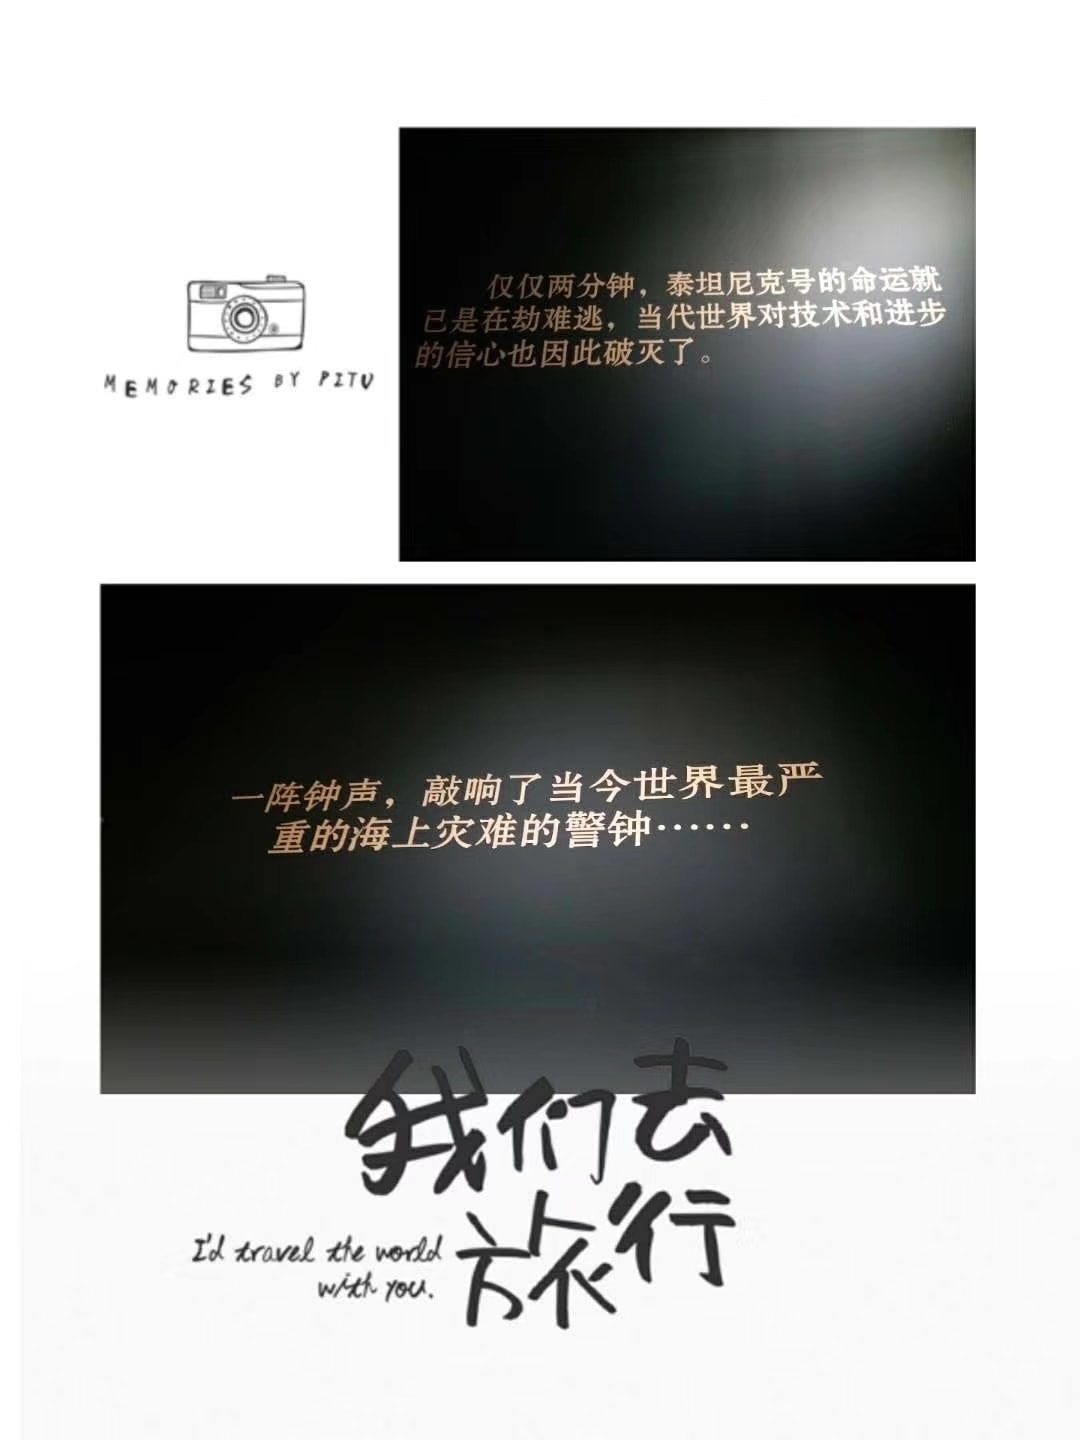 仅仅两分钟，泰坦尼克号的命运就
已是在劫难逃，当代世界对技术和进步
的信心也因此破灭了。
MEMORIES BY PITU
一阵钟声，敲响了当今世界最严
重的海上灾难的警钟……
我们去
旅行
I'd travel the world
with you.